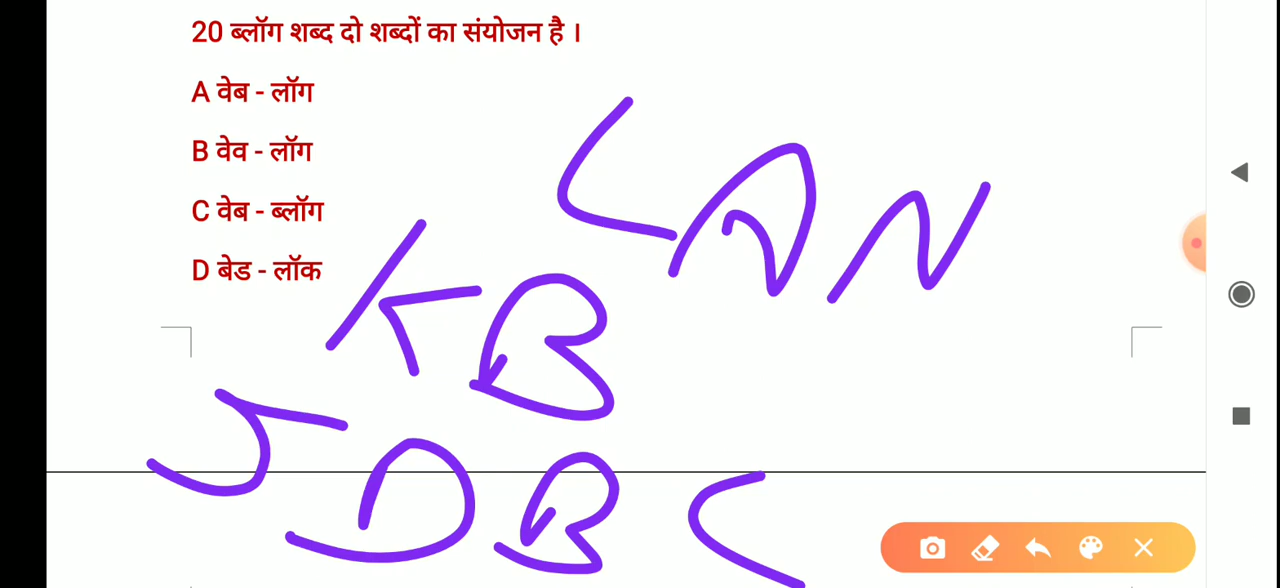 20 ब्लॉग शब्द दो शब्दों का संयोजन है ।
A वेब - लॉग
B वेव - लॉग
C वेब - ब्लॉग
D बेड - लॉक
LAN
KB
JDBC